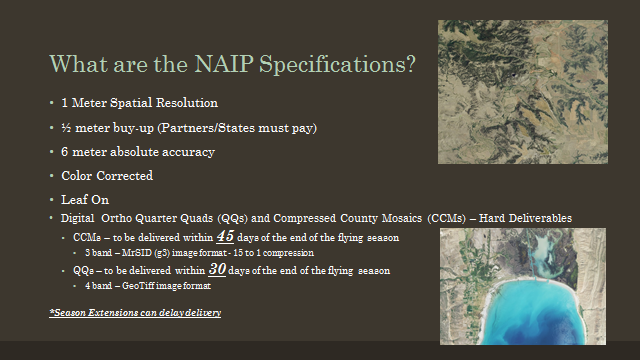 What are the NAIP Specifications?
• 1 Meter Spatial Resolution
• ½ meter buy-up (Partners/States must pay)
• 6 meter absolute accuracy
• Color Corrected
• Leaf On
• Digital Ortho Quarter Quads (QQs) and Compressed County Mosaics (CCMs) – Hard Deliverables
• CCMs – to be delivered within 45 days of the end of the flying season
• 3 band – MrSID (g3) image format - 15 to 1 compression
• QQs – to be delivered within 30 days of the end of the flying season
• 4 band – GeoTiff image format
*Season Extensions can delay delivery